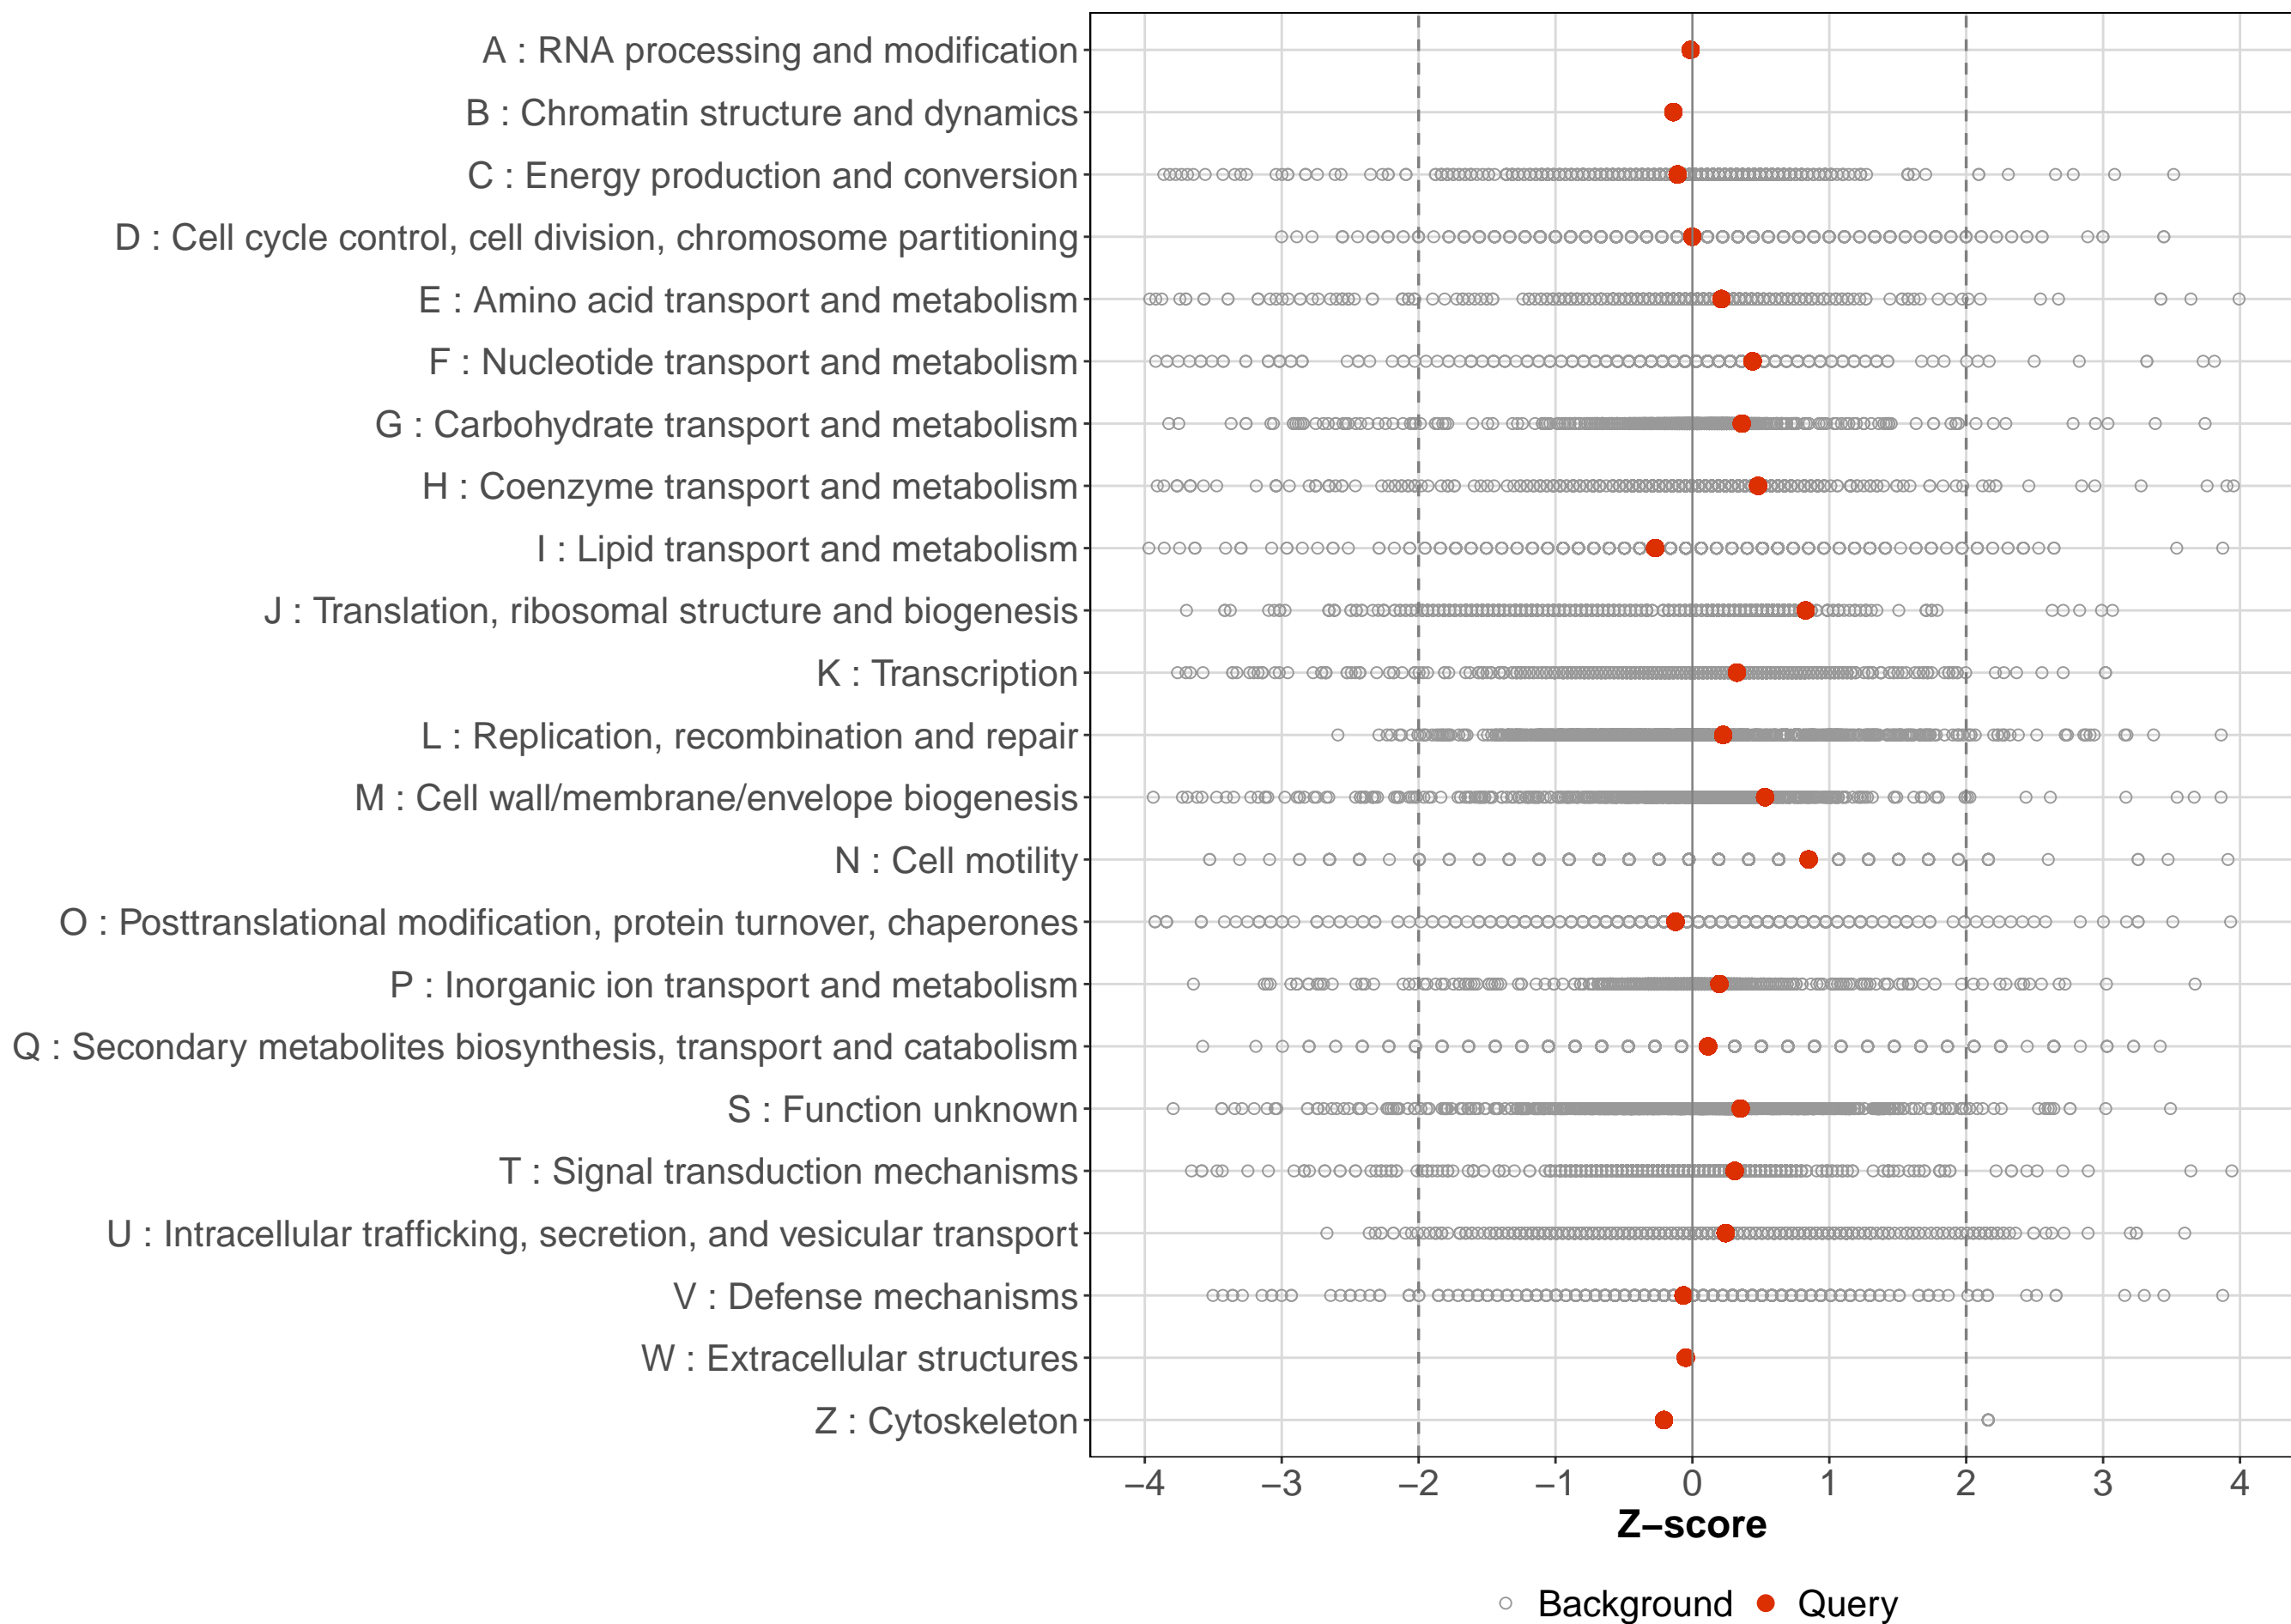 A : RNA processing and modification
B : Chromatin structure and dynamics
C : Energy production and conversion
D : Cell cycle control, cell division, chromosome partitioning
E : Amino acid transport and metabolism
F : Nucleotide transport and metabolism
G : Carbohydrate transport and metabolism
H : Coenzyme transport and metabolism
I : Lipid transport and metabolism
J : Translation, ribosomal structure and biogenesis
K : Transcription
L : Replication, recombination and repair
M : Cell wall/membrane/envelope biogenesis
N : Cell motility
O : Posttranslational modification, protein turnover, chaperones
P : Inorganic ion transport and metabolism
Q : Secondary metabolites biosynthesis, transport and catabolism
S : Function unknown
T : Signal transduction mechanisms
U : Intracellular trafficking, secretion, and vesicular transport
V : Defense mechanisms
W : Extracellular structures
Z : Cytoskeleton
−4 −3 −2 −1 0 1 2 3 4
Z−score
Background Query